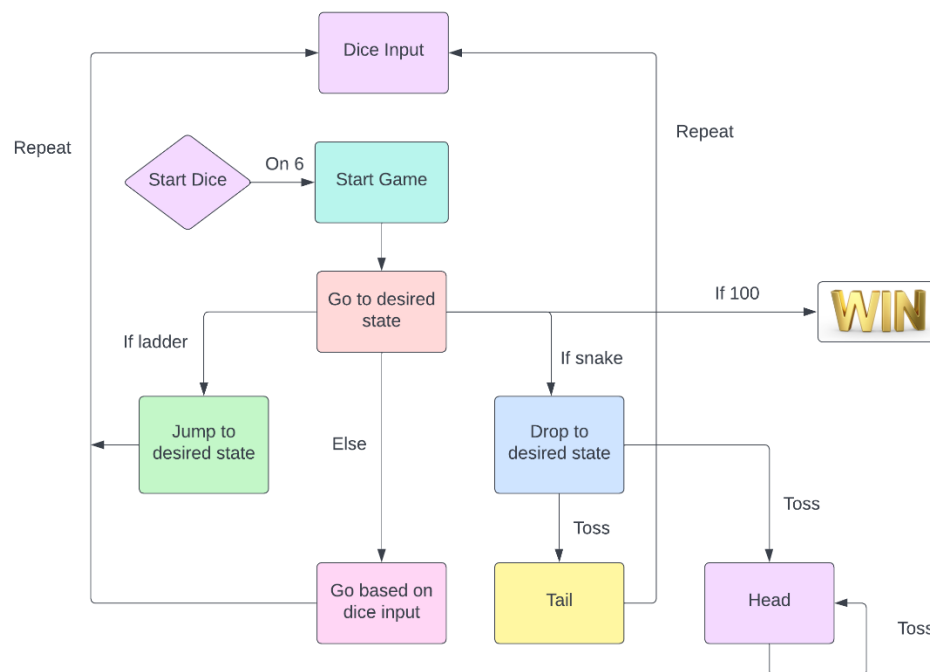 Dice Input
Repeat
Repeat
Start Dice
On 6
Start Game
Go to desired
state
If 100
WIN
If ladder
If snake
Jump to
desired state
Else
Drop to
desired state
Toss
Toss
Go based on
dice input
Tail
Head
Toss